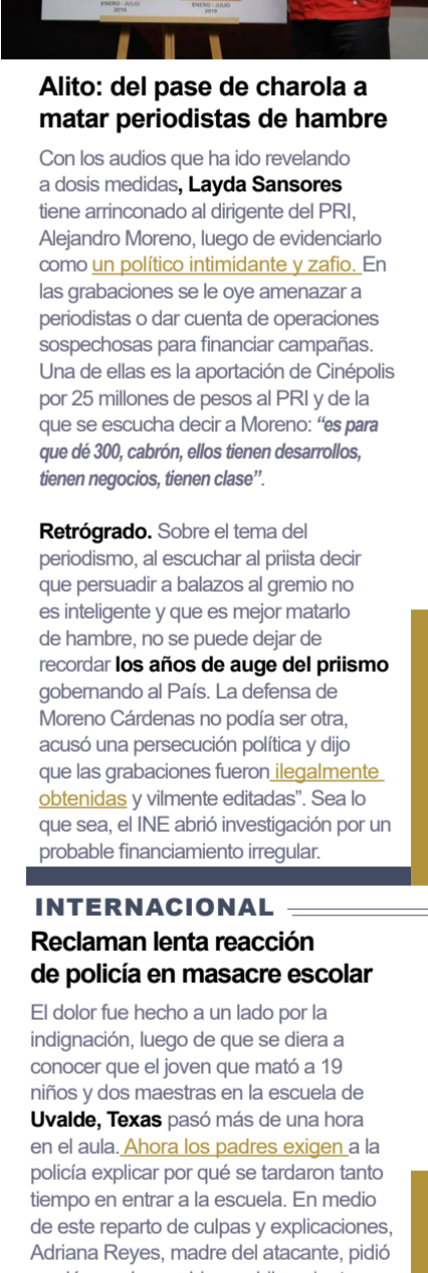 ENERO - JULIO
2018
ENERO - JULIO
2019
Alito: del pase de charola a
matar periodistas de hambre
Con los audios que ha ido revelando
a dosis medidas, Layda Sansores
tiene arrinconado al dirigente del PRI,
Alejandro Moreno, luego de evidenciarlo
como un político intimidante y zafio. En
las grabaciones se le oye amenazar a
periodistas o dar cuenta de operaciones
sospechosas para financiar campañas.
Una de ellas es la aportación de Cinépolis
por 25 millones de pesos al PRI y de la
que se escucha decir a Moreno: “es para
que dé 300, cabrón, ellos tienen desarrollos,
tienen negocios, tienen clase”.
Retrógrado. Sobre el tema del
periodismo, al escuchar al priista decir
que persuadir a balazos al gremio no
es inteligente y que es mejor matarlo
de hambre, no se puede dejar de
recordar los años de auge del priismo
gobernando al País. La defensa de
Moreno Cárdenas no podía ser otra,
acusó una persecución política y dijo
que las grabaciones fueron ilegalmente
obtenidas y vilmente editadas”. Sea lo
que sea, el INE abrió investigación por un
probable financiamiento irregular.
INTERNACIONAL
Reclaman lenta reacción
de policía en masacre escolar
El dolor fue hecho a un lado por la
indignación, luego de que se diera a
conocer que el joven que mató a 19
niños y dos maestras en la escuela de
Uvalde, Texas pasó más de una hora
en el aula. Ahora los padres exigen a la
policía explicar por qué se tardaron tanto
tiempo en entrar a la escuela. En medio
de este reparto de culpas y explicaciones,
Adriana Reyes, madre del atacante, pidió